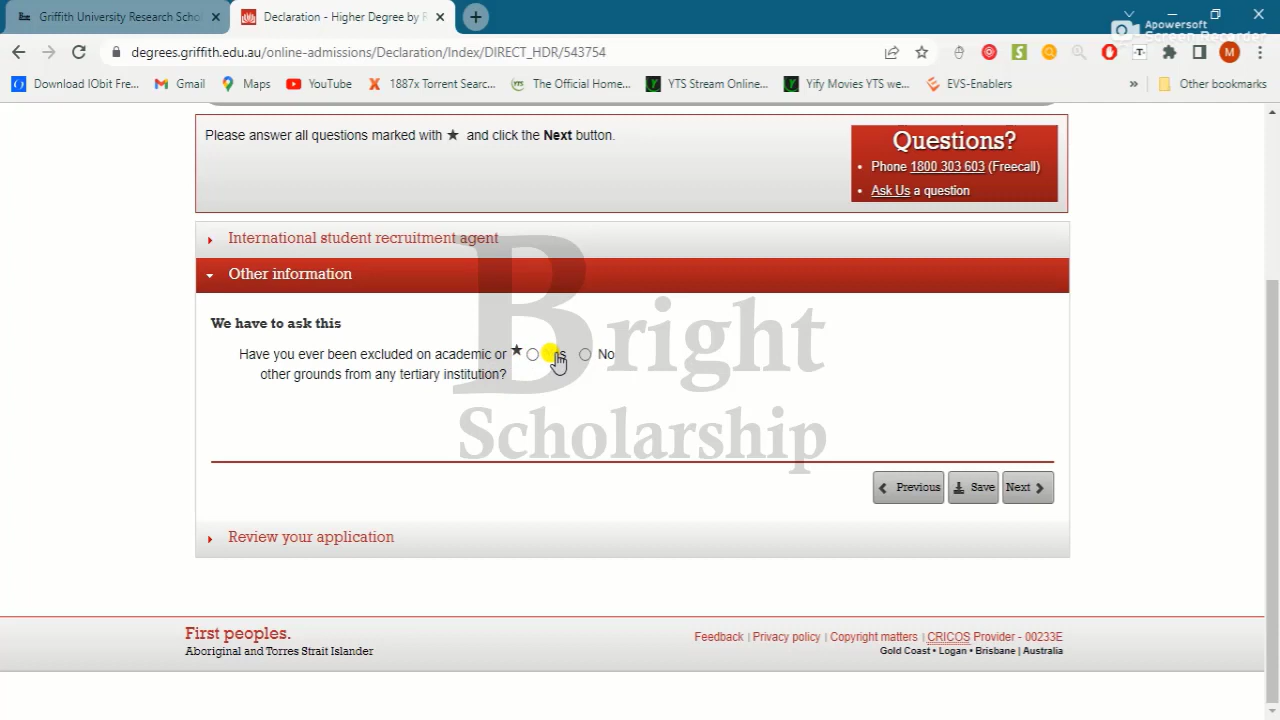 Griffith University Research Scho
Declaration - Higher Degree by R
Apowersoft
Screen Recorder
degrees.griffith.edu.au/online-admissions/Declaration/Index/DIRECT_HDR/543754
M
Download IObit Fre...
Gmail
Maps
YouTube
1887x Torrent Searc...
The Official Home...
YTS Stream Online...
Yify Movies YTS we...
EVS-Enablers
»
Other bookmarks
Please answer all questions marked with ★ and click the Next button.
Questions?
• Phone 1800 303 603 (Freecall)
• Ask Us a question
International student recruitment agent
Other information
We have to ask this
Have you ever been excluded on academic or ★
other grounds from any tertiary institution?
No
Bright
Scholarship
Previous
Save
Next
Review your application
First peoples.
Aboriginal and Torres Strait Islander
Feedback | Privacy policy | Copyright matters | CRICOS Provider - 00233E
Gold Coast • Logan • Brisbane | Australia